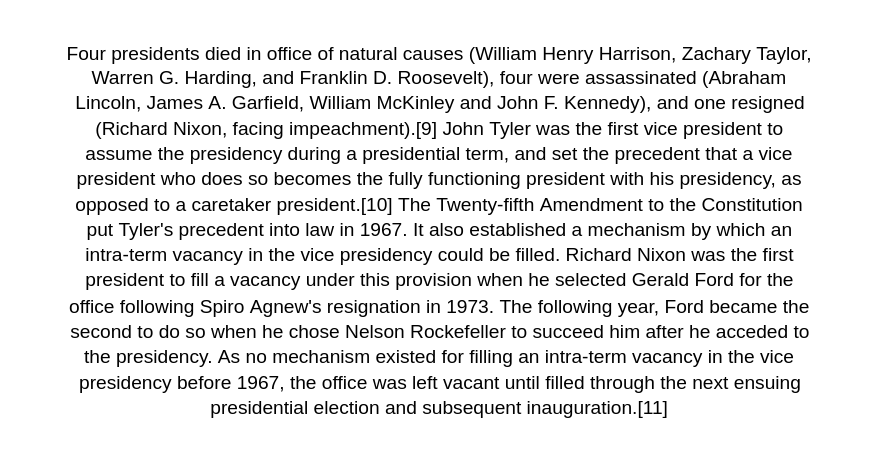 Four presidents died in office of natural causes (William Henry Harrison, Zachary Taylor,
Warren G. Harding, and Franklin D. Roosevelt), four were assassinated (Abraham
Lincoln, James A. Garfield, William McKinley and John F. Kennedy), and one resigned
(Richard Nixon, facing impeachment).[9] John Tyler was the first vice president to
assume the presidency during a presidential term, and set the precedent that a vice
president who does so becomes the fully functioning president with his presidency, as
opposed to a caretaker president.[10] The Twenty-fifth Amendment to the Constitution
put Tyler's precedent into law in 1967. It also established a mechanism by which an
intra-term vacancy in the vice presidency could be filled. Richard Nixon was the first
president to fill a vacancy under this provision when he selected Gerald Ford for the
office following Spiro Agnew's resignation in 1973. The following year, Ford became the
second to do so when he chose Nelson Rockefeller to succeed him after he acceded to
the presidency. As no mechanism existed for filling an intra-term vacancy in the vice
presidency before 1967, the office was left vacant until filled through the next ensuing
presidential election and subsequent inauguration.[11]